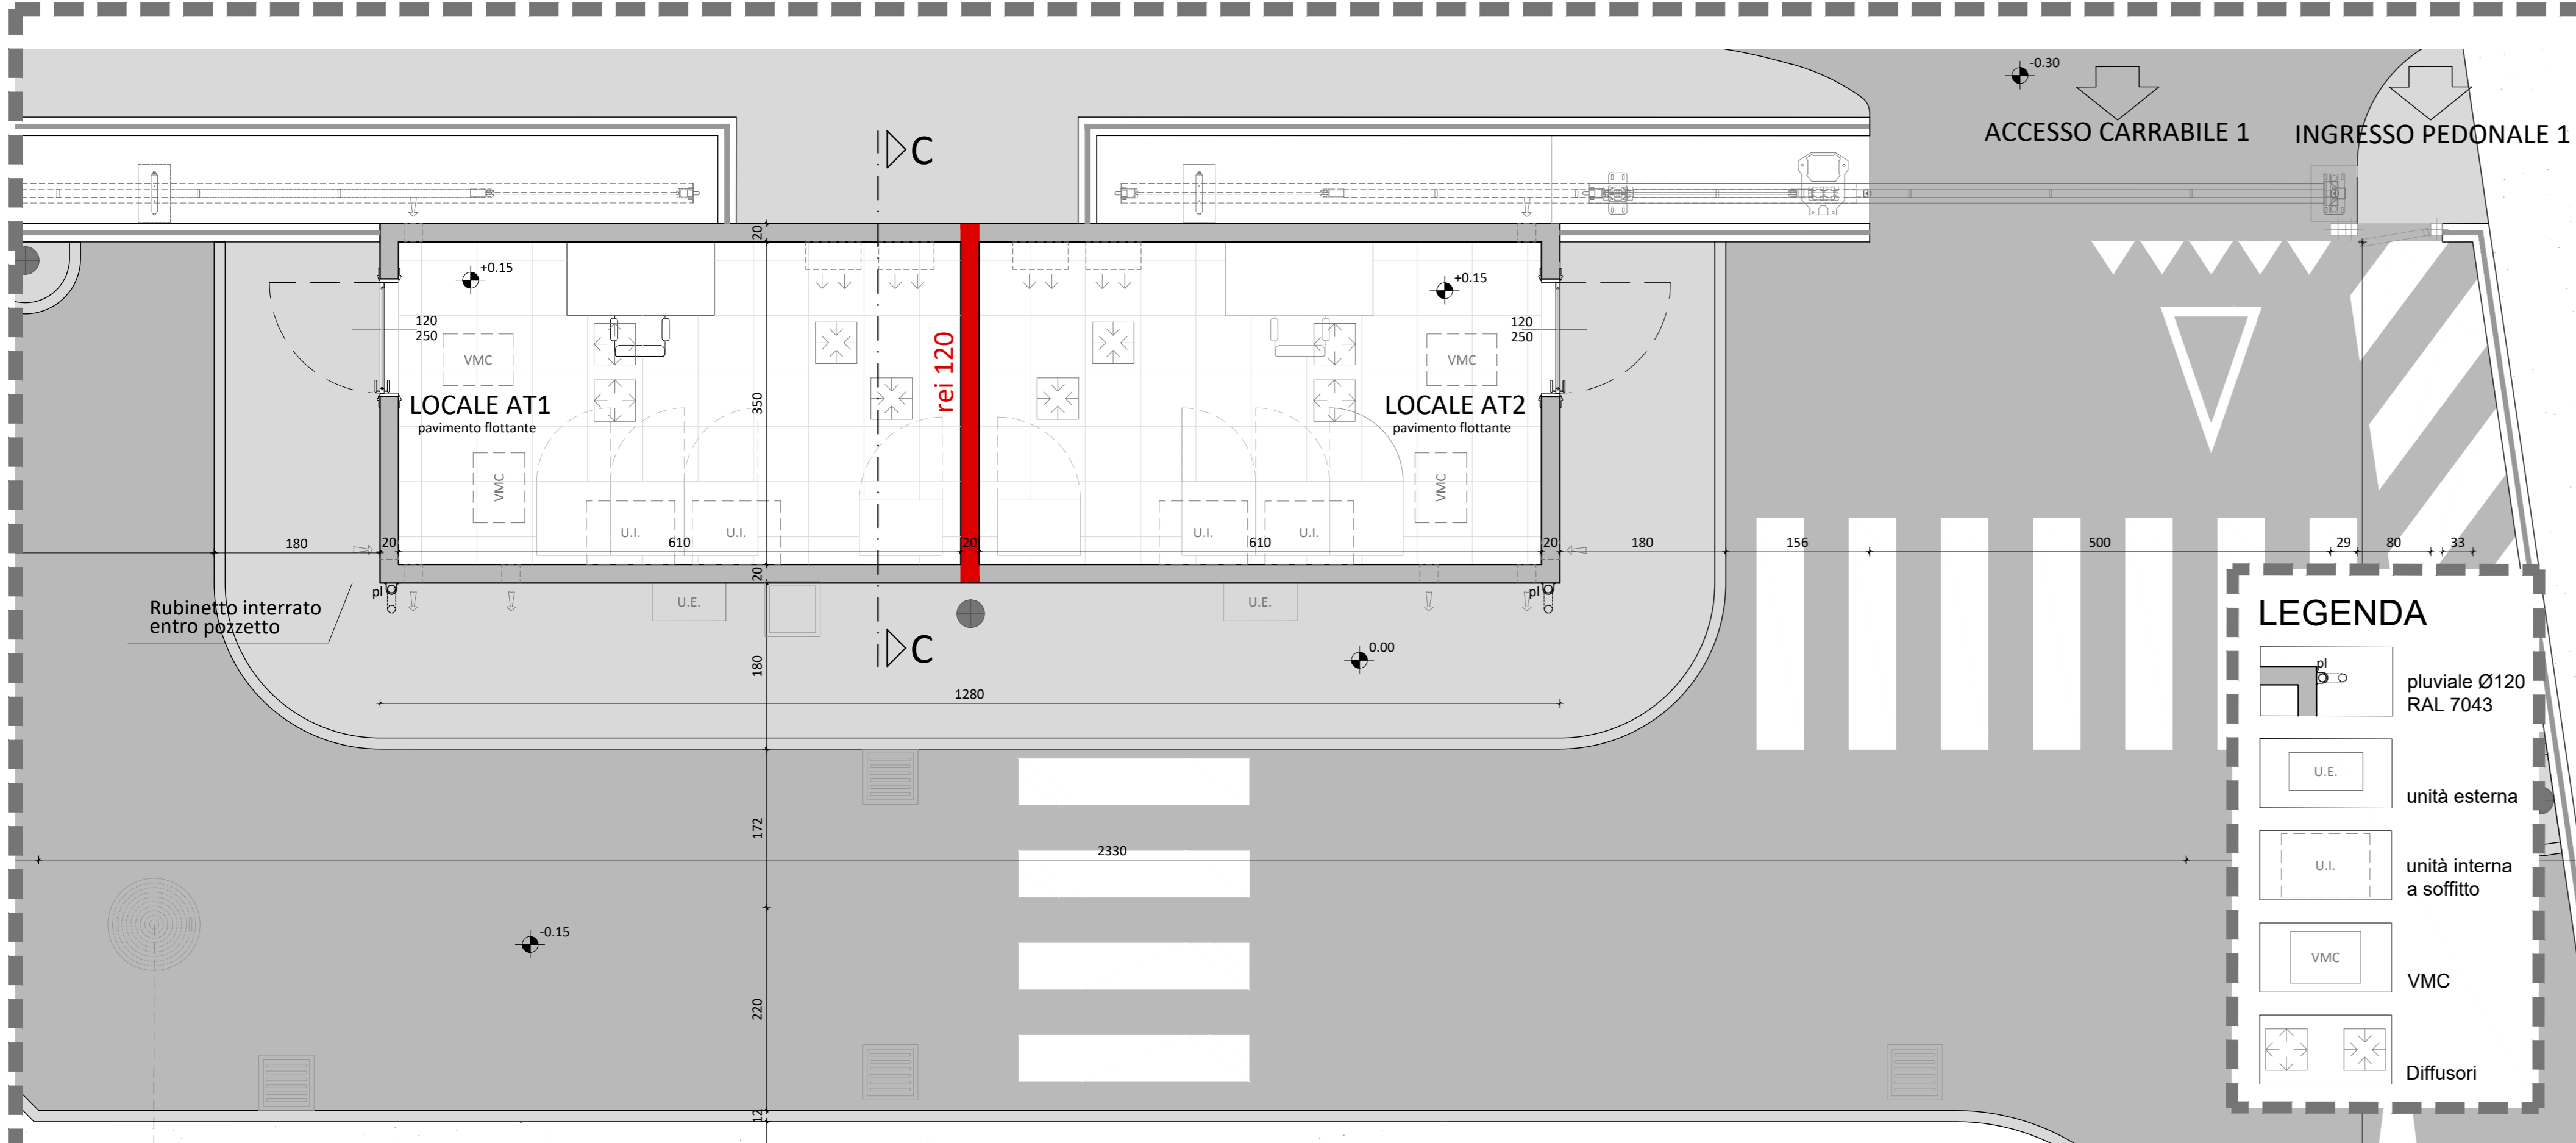 -0.30
ACCESSO CARRABILE 1
INGRESSO PEDONALE 1
C
20
+0.15
+0.15
120
250
120
250
VMC
VMC
rei 120
350
LOCALE AT1
pavimento flottante
LOCALE AT2
pavimento flottante
VMC
VMC
U.I.
U.I.
U.I.
U.I.
180
20
610
20
610
20
180
156
500
29
80
33
20
pl
U.E.
U.E.
pl
Rubinetto interrato
entro pozzetto
C
0.00
180
1280
172
2330
-0.15
220
12
LEGENDA
pl
pluviale Ø120
RAL 7043
U.E.
unità esterna
U.I.
unità interna
a soffitto
VMC
VMC
Diffusori